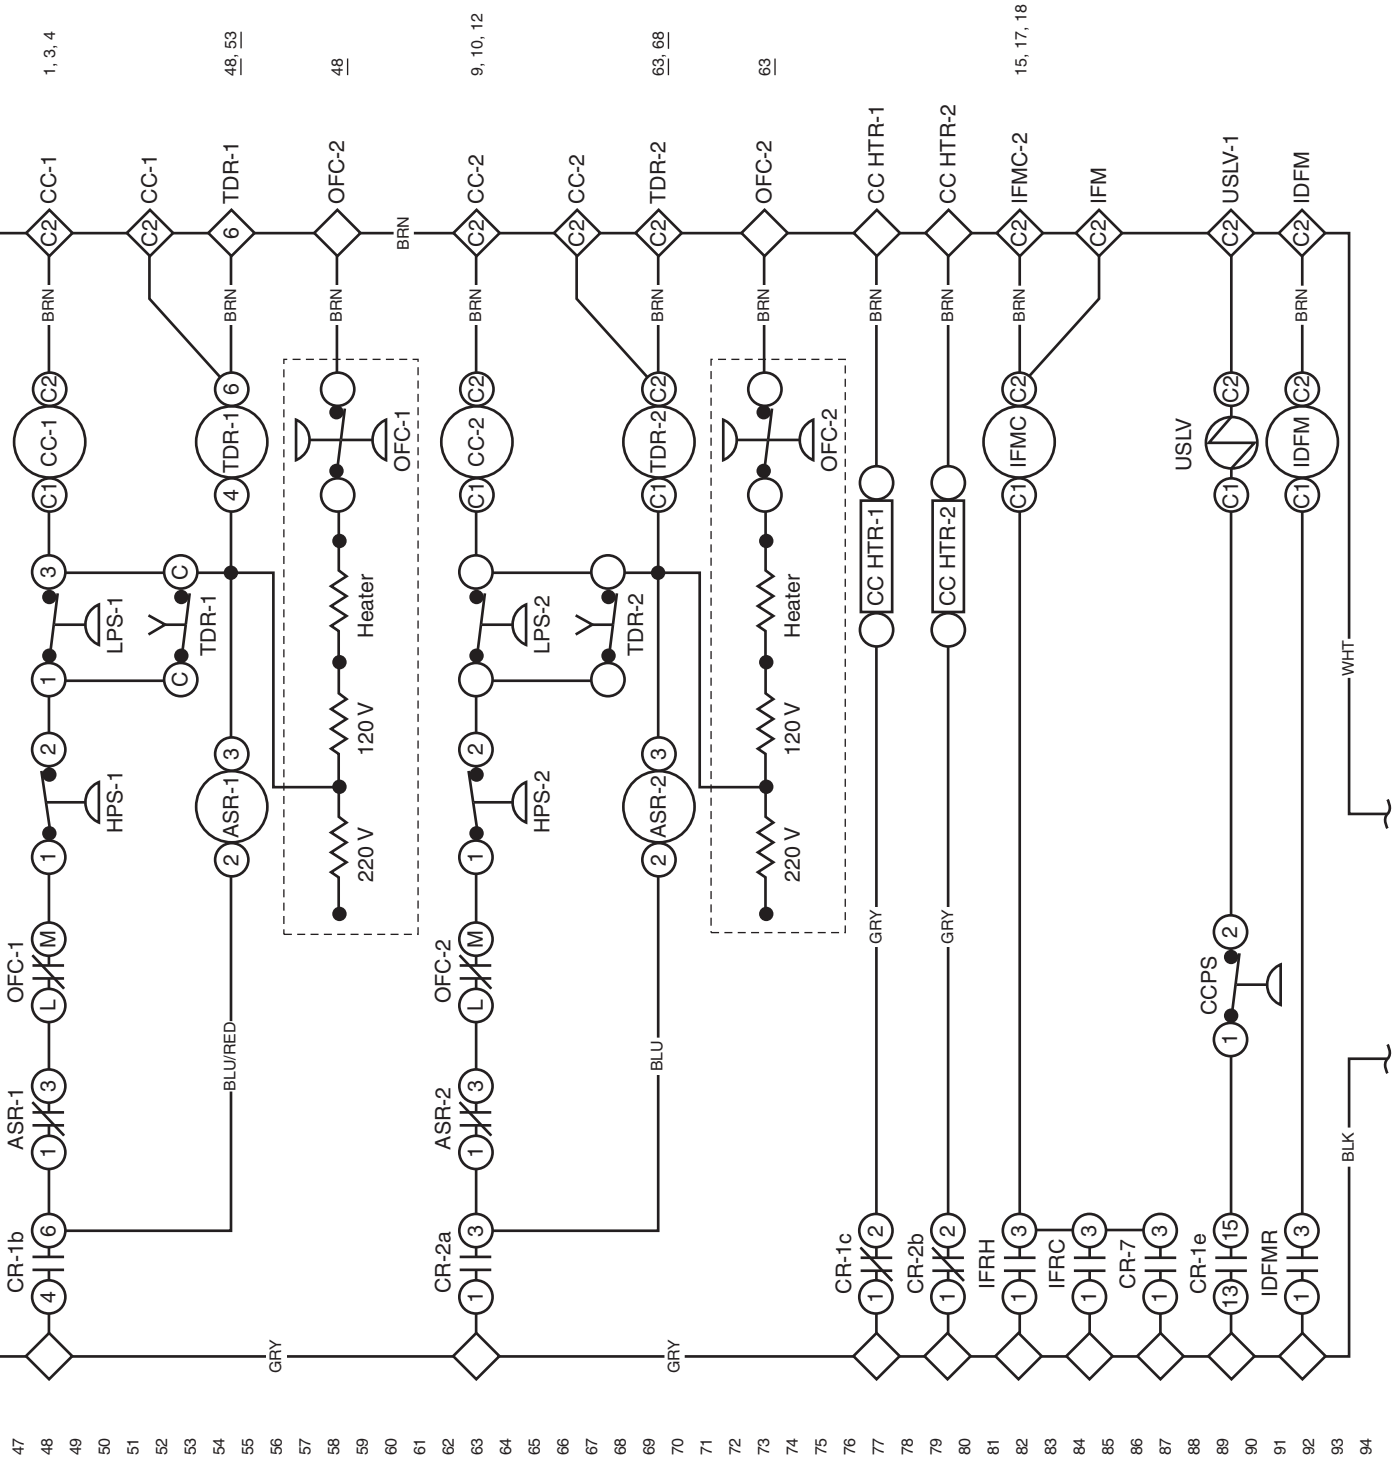 47
48
CR-1b
4
6
ASR-1
1
3
OFC-1
L
M
1
2
HPS-1
1
3
LPS-1
C1
CC-1
C2
BRN
C2
CC-1
1, 3, 4
49
50
51
C2
CC-1
52
53
C
C
TDR-1
54
BLU/RED
2
ASR-1
3
4
TDR-1
6
BRN
6
TDR-1
48, 53
55
56
GRY
57
58
220 V
120 V
Heater
OFC-1
BRN
OFC-2
48
59
60
BRN
61
62
63
CR-2a
1
3
ASR-2
1
3
OFC-2
L
M
1
2
HPS-2
LPS-2
C1
CC-2
C2
BRN
C2
CC-2
9, 10, 12
64
65
66
C2
CC-2
67
68
TDR-2
69
BLU
2
ASR-2
3
C1
TDR-2
C2
BRN
C2
TDR-2
63, 68
70
GRY
71
72
73
220 V
120 V
Heater
OFC-2
BRN
OFC-2
63
74
75
76
77
CR-1c
1
2
GRY
CC HTR-1
BRN
CC HTR-1
78
79
CR-2b
1
2
GRY
CC HTR-2
BRN
CC HTR-2
80
81
82
IFRH
1
3
C1
IFMC
C2
BRN
C2
IFMC-2
15, 17, 18
83
84
IFRC
1
3
C2
IFM
85
86
87
CR-7
1
3
88
89
CR-1e
13
15
CCPS
1
2
C1
USLV
C2
C2
USLV-1
90
91
92
IDFMR
1
3
C1
IDFM
C2
BRN
C2
IDFM
93
BLK
WHT
94